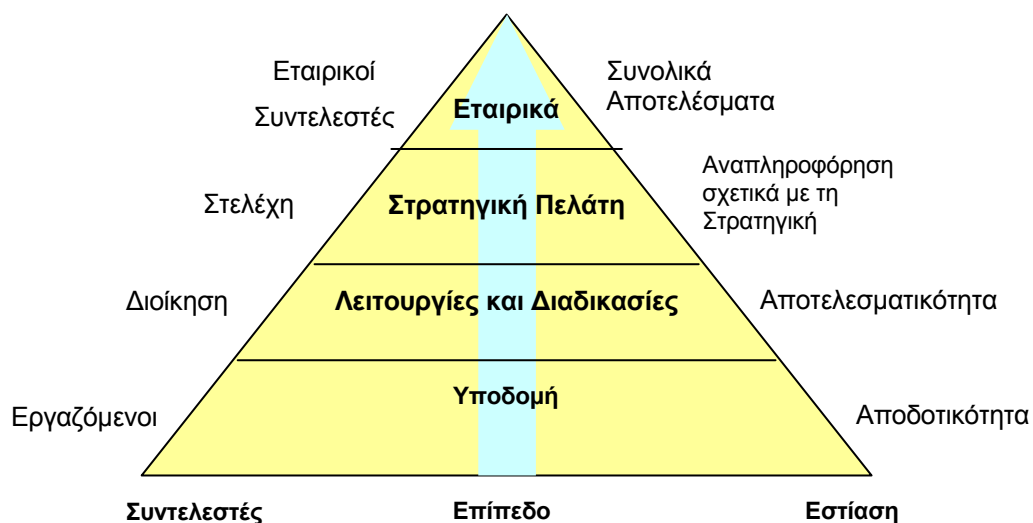 Εταιρικοί
Συντελεστές
Εταιρικά
Συνολικά
Αποτελέσματα
Στελέχη
Στρατηγική Πελάτη
Αναπληροφόρηση
σχετικά με τη
Στρατηγική
Διοίκηση
Λειτουργίες και Διαδικασίες
Αποτελεσματικότητα
Εργαζόμενοι
Υποδομή
Αποδοτικότητα
Συντελεστές
Επίπεδο
Εστίαση